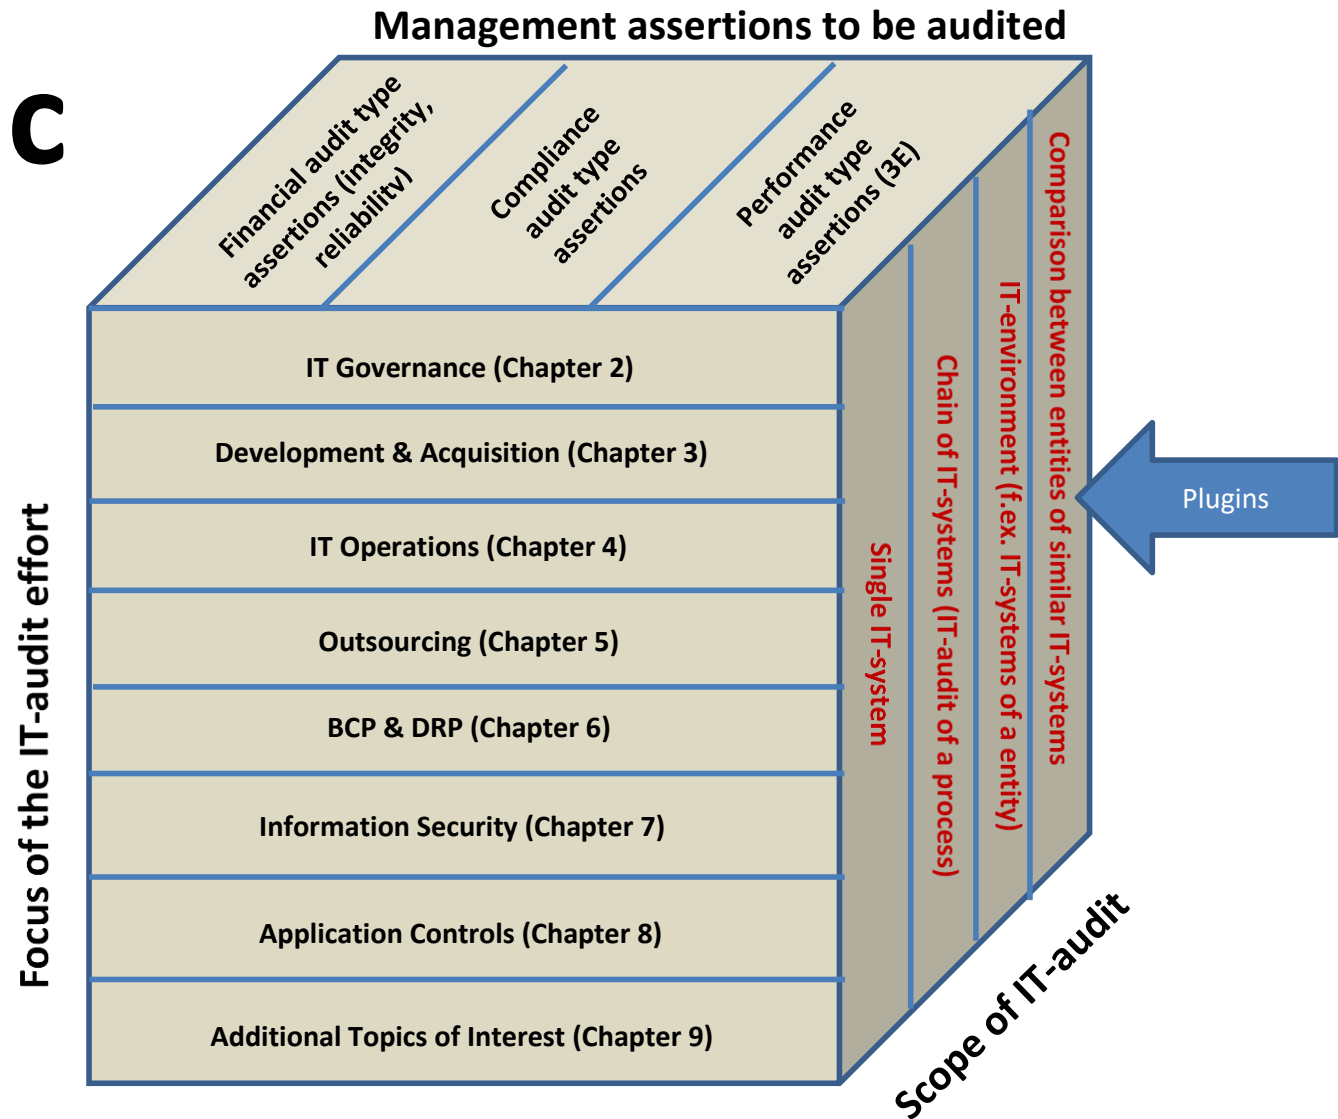 Management assertions to be audited
C
Financial audit type
assertions (integrity,
reliability)
Compliance
audit type
assertions
Performance
audit type
assertions (3E)
Focus of the IT-audit effort
IT Governance (Chapter 2)
Development & Acquisition (Chapter 3)
IT Operations (Chapter 4)
Outsourcing (Chapter 5)
BCP & DRP (Chapter 6)
Information Security (Chapter 7)
Application Controls (Chapter 8)
Additional Topics of Interest (Chapter 9)
Single IT-system
Chain of IT-systems (IT-audit of a process)
IT-environment (f.ex. IT-systems of a entity)
Comparison between entities of similar IT-systems
Plugins
Scope of IT-audit